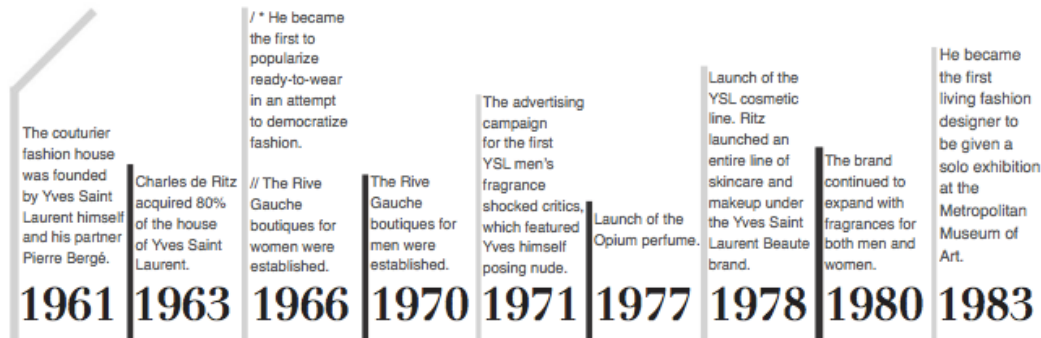 The couturier
fashion house
was founded
by Yves Saint
Laurent himself
and his partner
Pierre Bergé.
1961
Charles de Ritz
acquired 80%
of the house
of Yves Saint
Laurent.
1963
/ * He became
the first to
popularize
ready-to-wear
in an attempt
to democratize
fashion.
// The Rive
Gauche
boutiques for
women were
established.
1966
The Rive
Gauche
boutiques for
men were
established.
1970
The advertising
campaign
for the first
YSL men's
fragrance
shocked critics,
which featured
Yves himself
posing nude.
1971
Launch of the
Opium perfume.
1977
Launch of the
YSL cosmetic
line. Ritz
launched an
entire line of
skincare and
makeup under
the Yves Saint
Laurent Beaute
brand.
1978
The brand
continued to
expand with
fragrances for
both men and
women.
1980
He became
the first
living fashion
designer to
be given a
solo exhibition
at the
Metropolitan
Museum of
Art.
1983